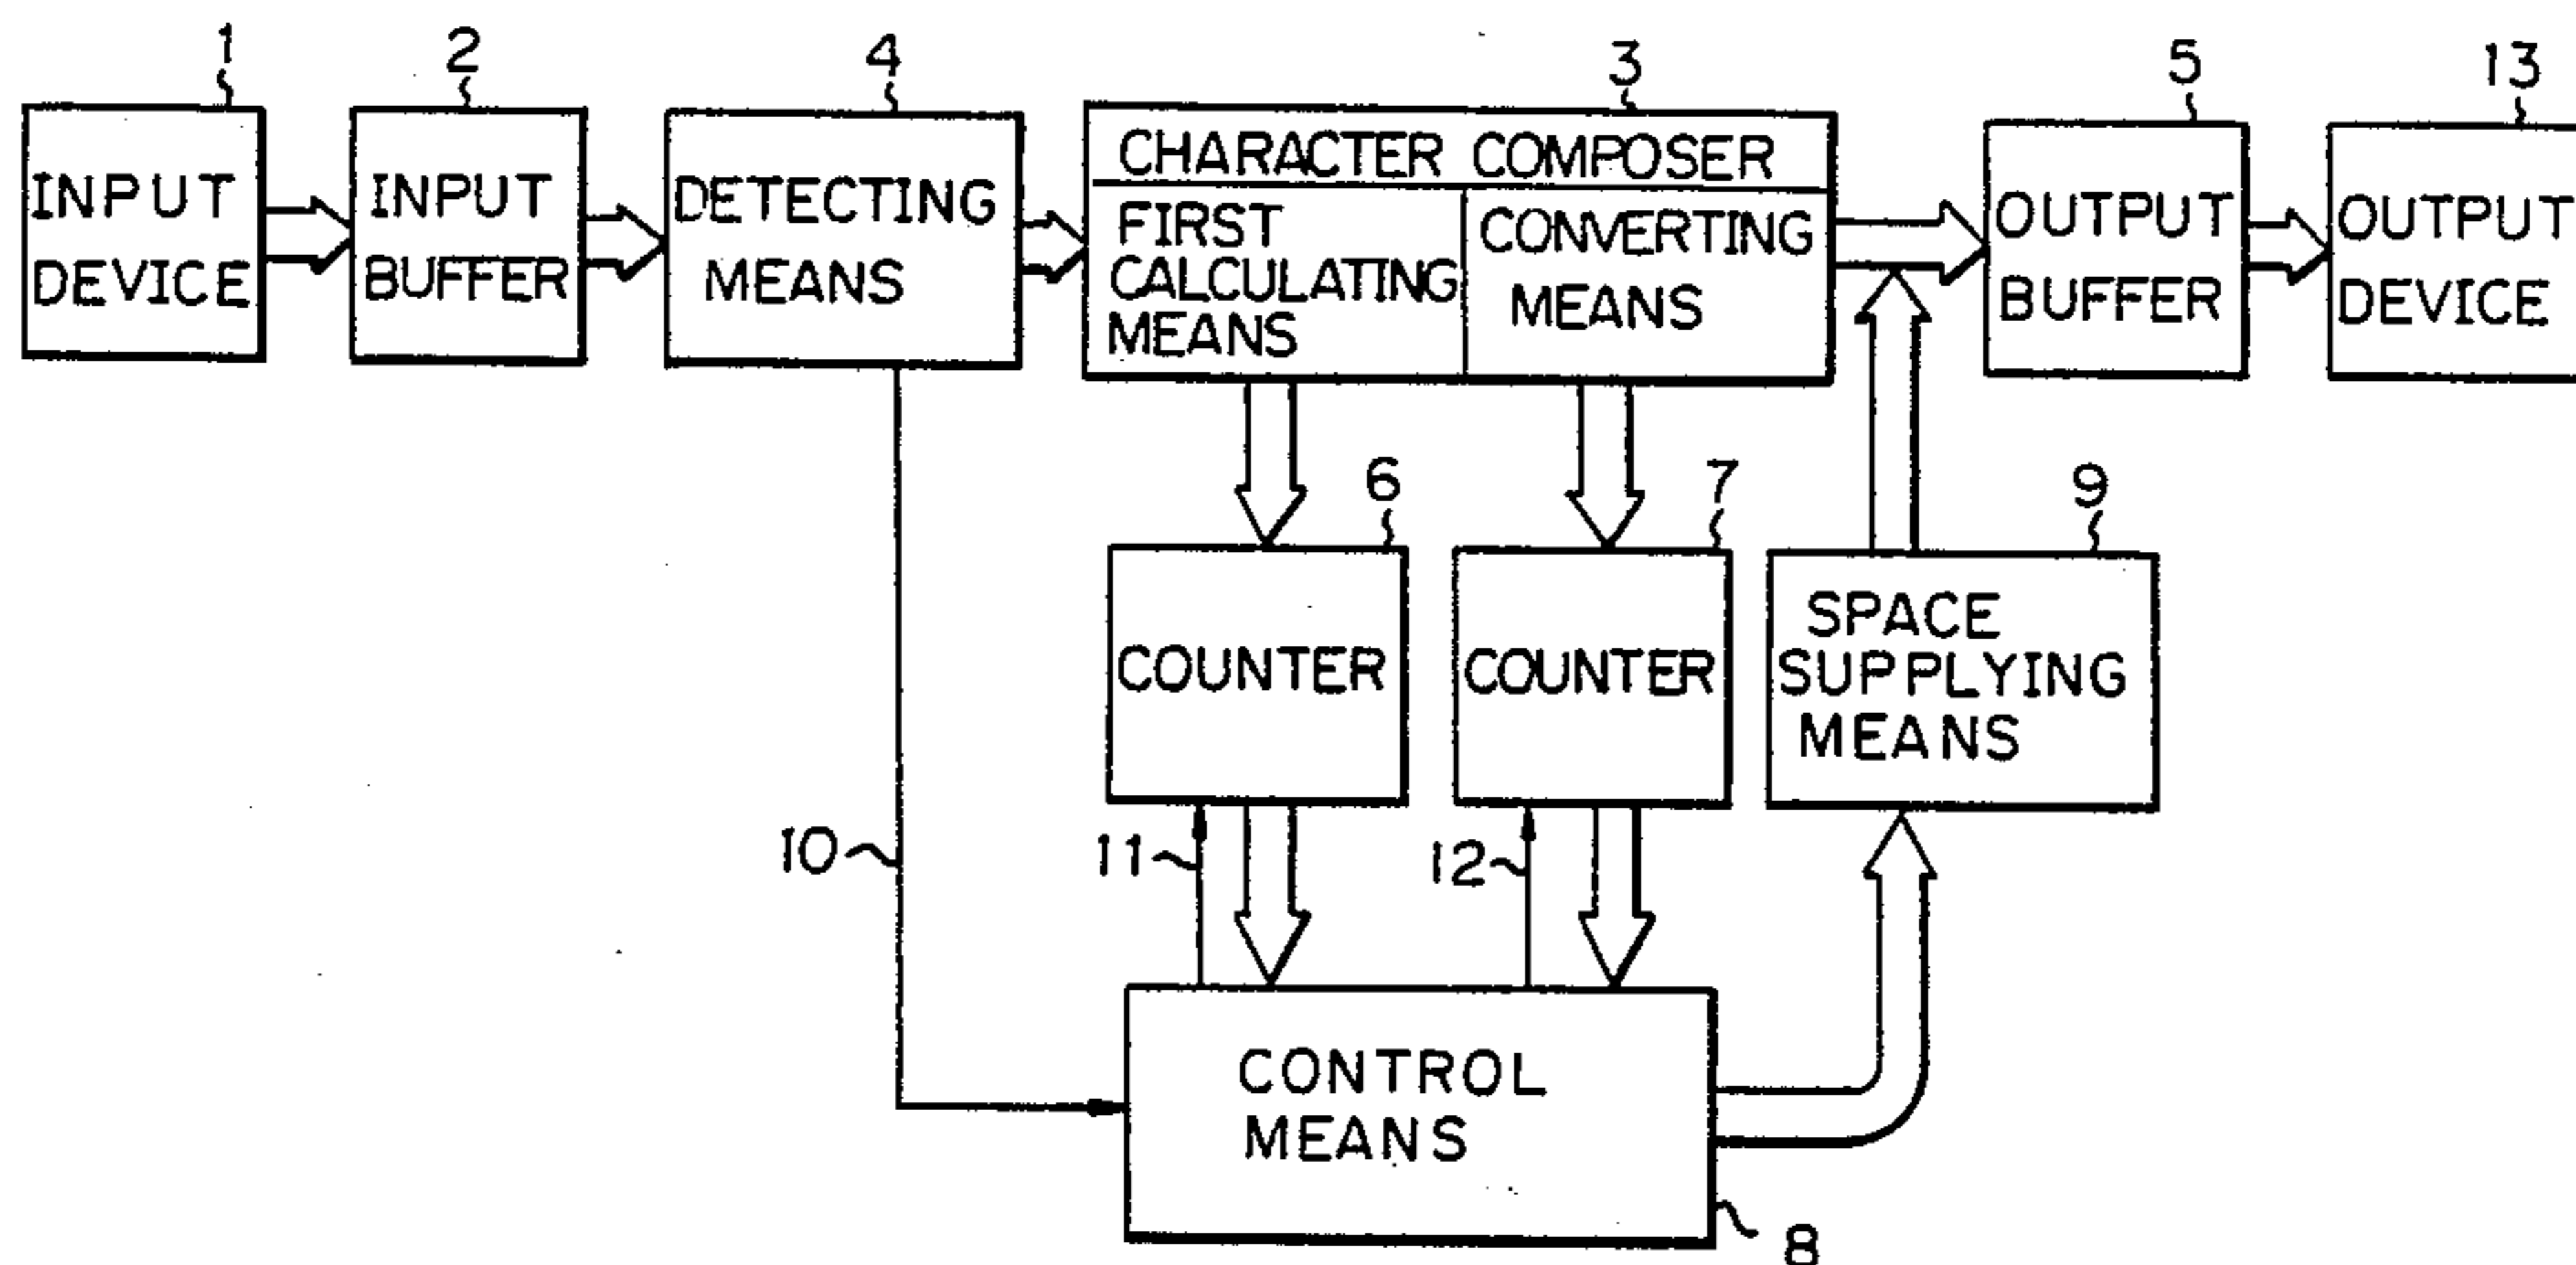 1
2
4
3
5
13
INPUT
DEVICE
INPUT
BUFFER
DETECTING
MEANS
CHARACTER COMPOSER
FIRST
CALCULATING
MEANS
CONVERTING
MEANS
OUTPUT
BUFFER
OUTPUT
DEVICE
6
7
9
COUNTER
COUNTER
SPACE
SUPPLYING
MEANS
10
11
12
CONTROL
MEANS
8